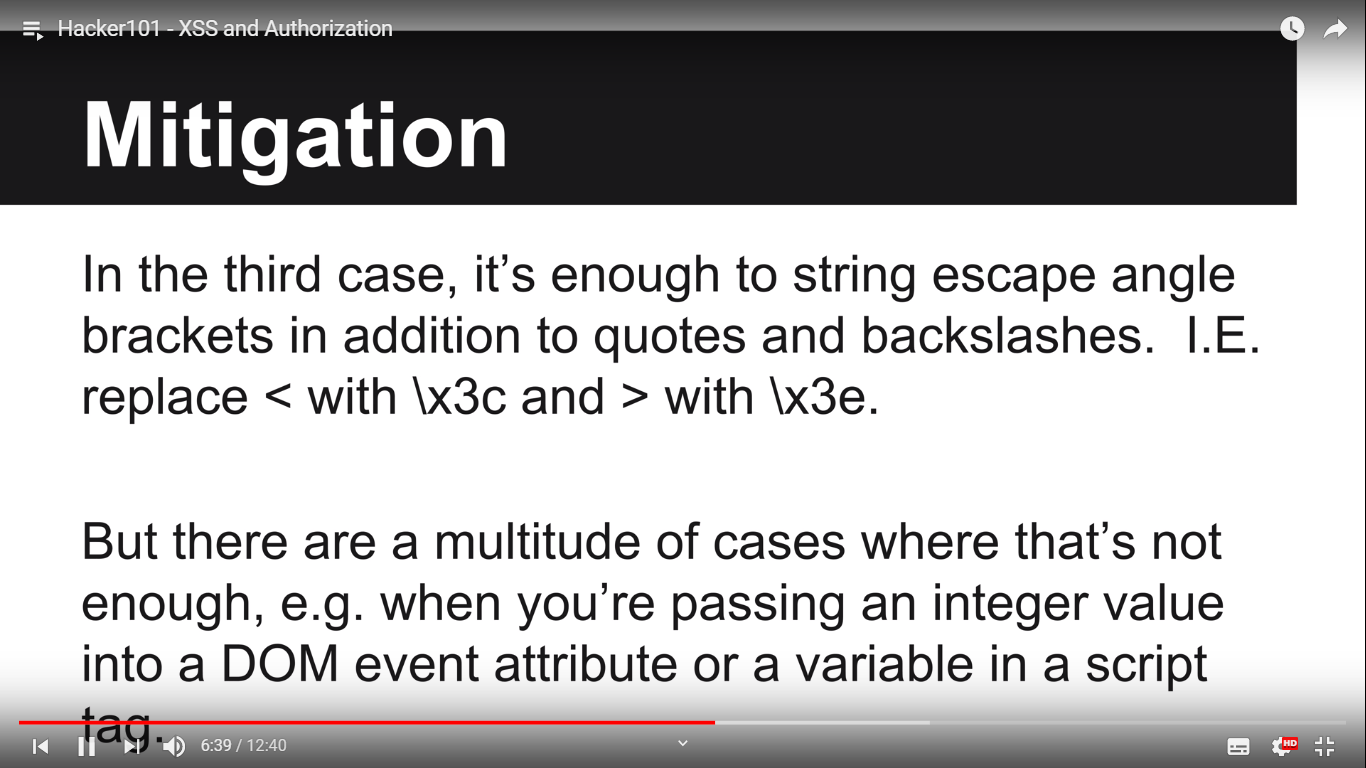 Hacker101 - XSS and Authorization
Mitigation
In the third case, it’s enough to string escape angle
brackets in addition to quotes and backslashes.  I.E.
replace < with \x3c and > with \x3e.
But there are a multitude of cases where that’s not
enough, e.g. when you’re passing an integer value
into a DOM event attribute or a variable in a script
tag.
6:39 / 12:40
HD